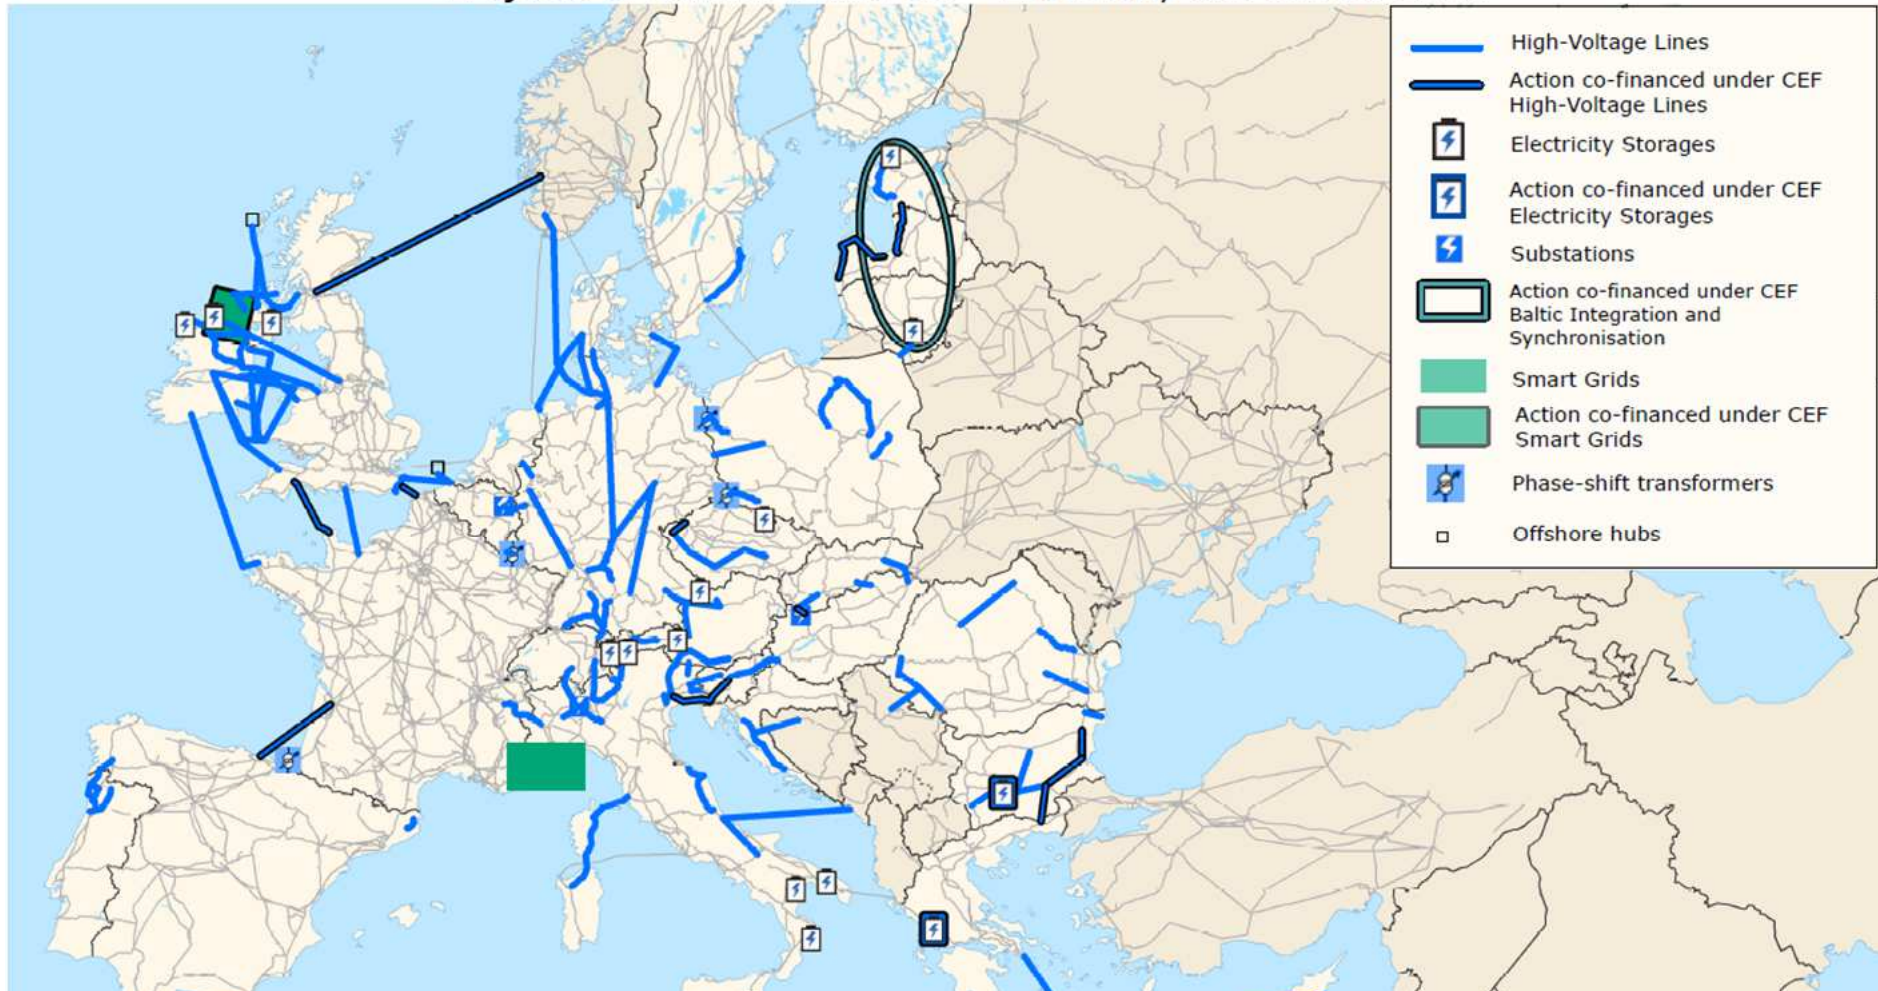 High-Voltage Lines
Action co-financed under CEF
High-Voltage Lines
Electricity Storages
Action co-financed under CEF
Electricity Storages
Substations
Action co-financed under CEF
Baltic Integration and
Synchronisation
Smart Grids
Action co-financed under CEF
Smart Grids
Phase-shift transformers
Offshore hubs